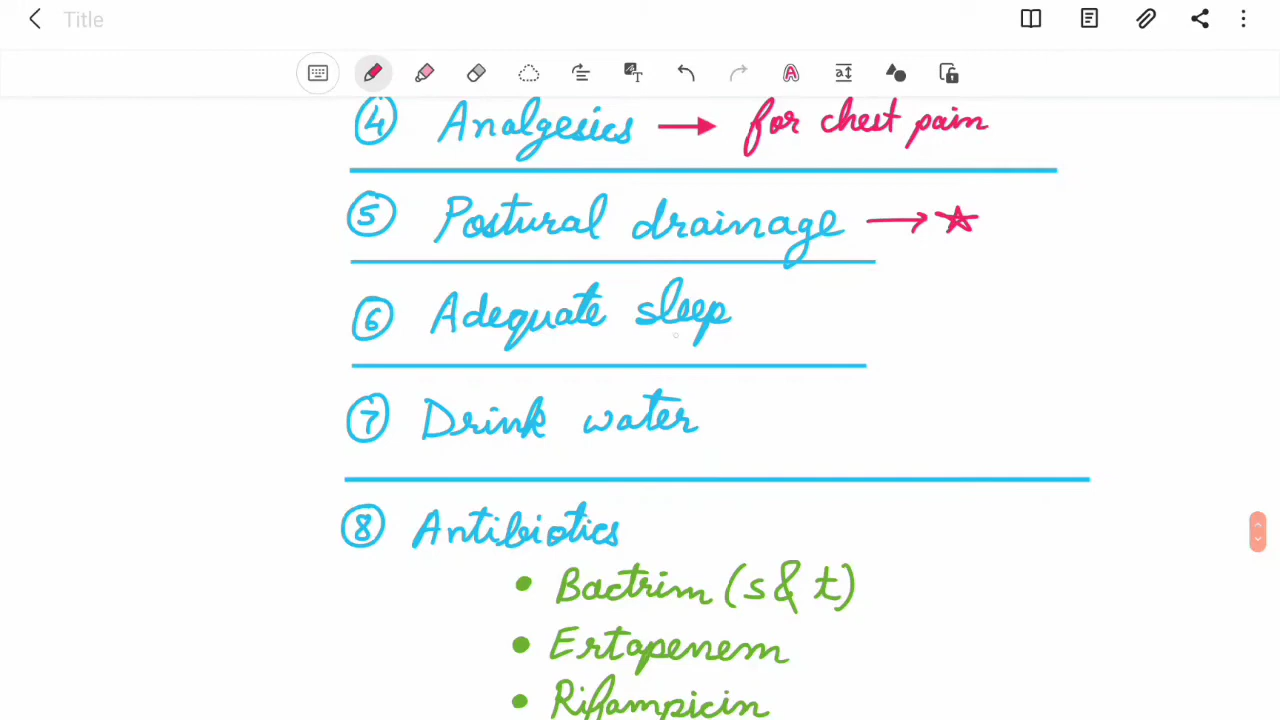 Title
④ Analgesics → for chest pain
⑤ Postural drainage → ☆
⑥ Adequate sleep
⑦ Drink water
⑧ Antibiotics
• Bactrim (s & t)
• Ertapenem
• Rifampicin